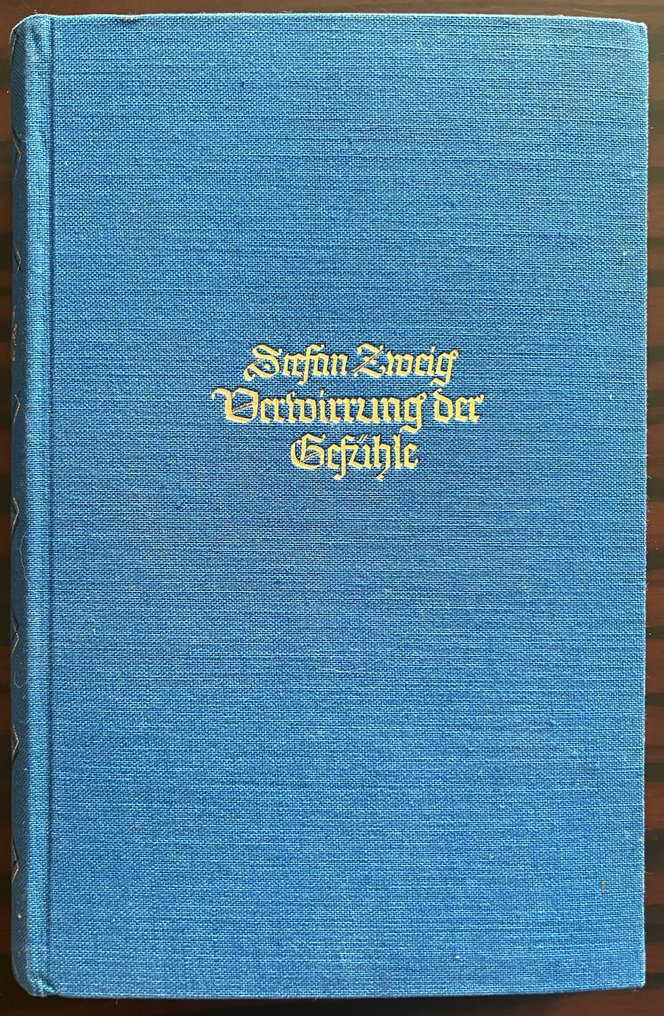 Stefan Zweig
Verwirrung der
Gefühle